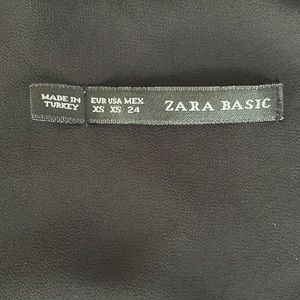 MADE IN
TURKEY
EUR USA MEX
XS XS 24
ZARA BASIC